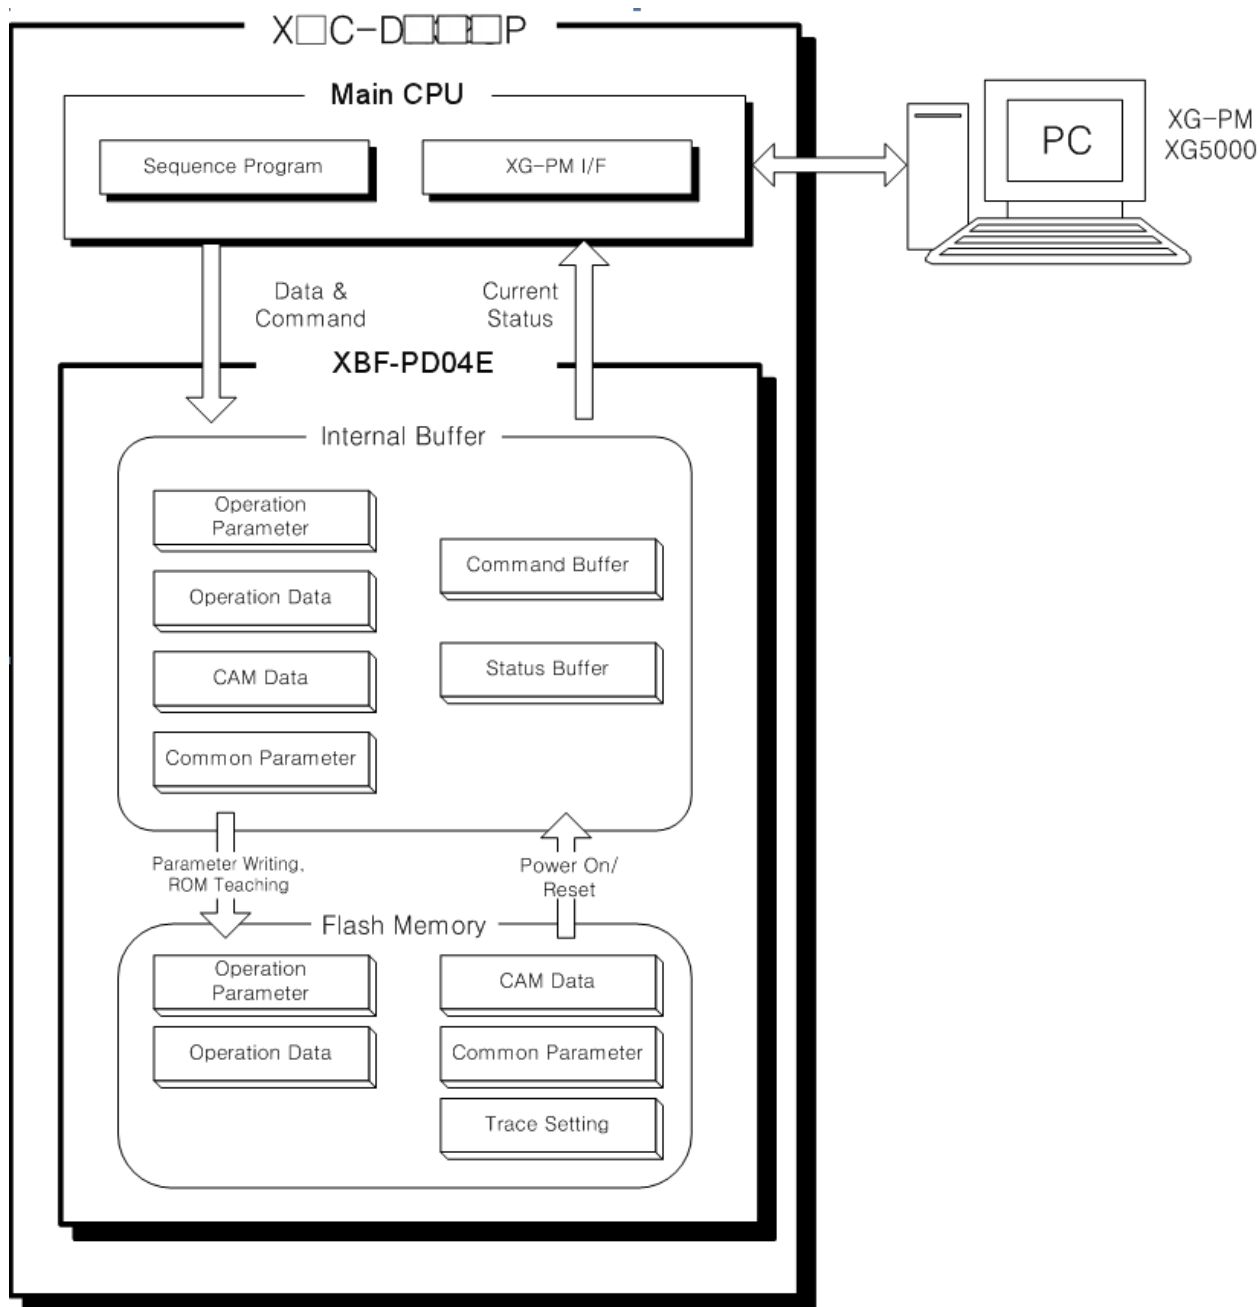 X□C-D□□□□P
Main CPU
Sequence Program
XG-PM I/F
PC
XG-PM
XG5000
Data &
Command
Current
Status
XBF-PD04E
Internal Buffer
Operation
Parameter
Operation Data
CAM Data
Common Parameter
Command Buffer
Status Buffer
Parameter Writing,
ROM Teaching
Power On/
Reset
Flash Memory
Operation
Parameter
Operation Data
CAM Data
Common Parameter
Trace Setting